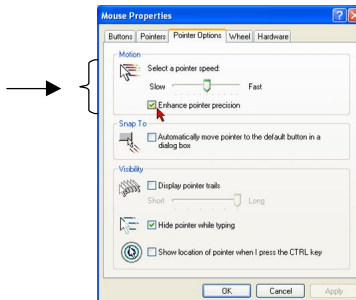 Mouse Properties
Buttons Pointers Pointer Options Wheel Hardware
Motion
Select a pointer speed:
Slow Fast
Enhance pointer precision
Snap To
Automatically move pointer to the default button in a
dialog box
Visibility
Display pointer trails
Short Long
Hide pointer while typing
Show location of pointer when I press the CTRL key
OK Cancel Apply